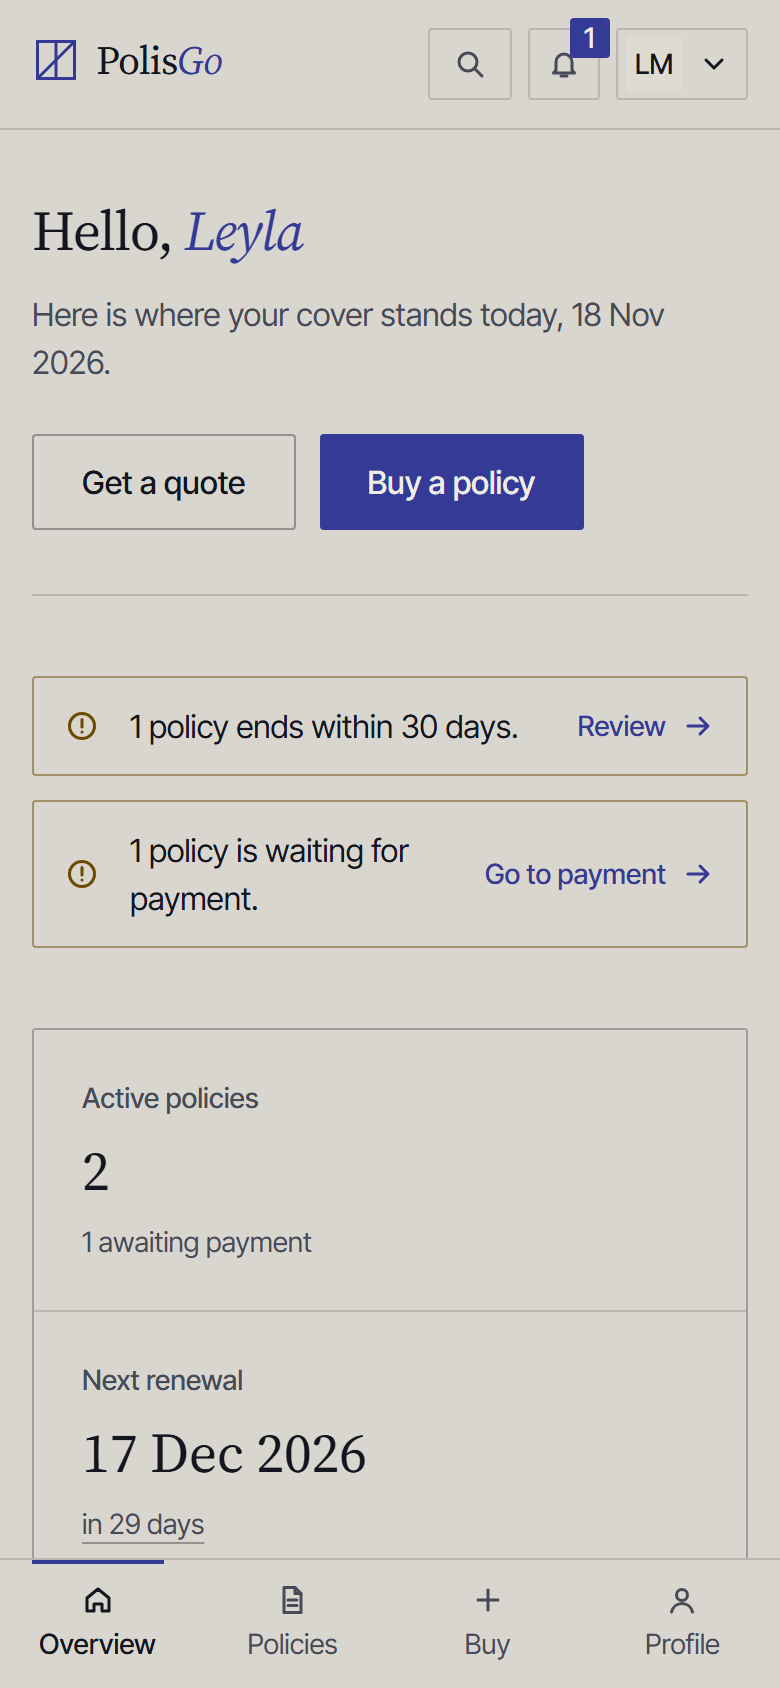 PolisGo
1
LM
Hello, Leyla
Here is where your cover stands today, 18 Nov
2026.
Get a quote
Buy a policy
1 policy ends within 30 days.
Review
1 policy is waiting for
payment.
Go to payment
Active policies
2
1 awaiting payment
Next renewal
17 Dec 2026
in 29 days
Overview
Policies
Buy
Profile